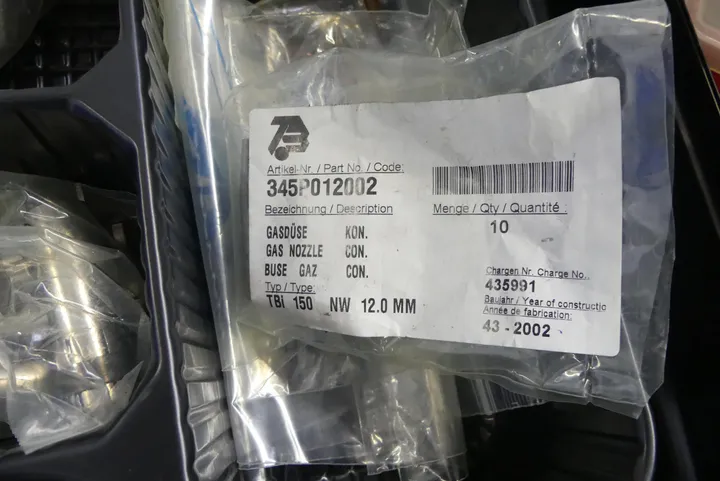 Artikel-Nr. / Part No. / Code:
345P012002
Bezeichnung / Description
Menge / Qty / Quantité :
10
GASDÜSE KON.
GAS NOZZLE CON.
BUSE GAZ CON.
Typ / Type:
TBi 150 NW 12.0 MM
Chargen Nr. Charge No.
435991
Baujahr / Year of constructio
Année de fabrication:
43 - 2002